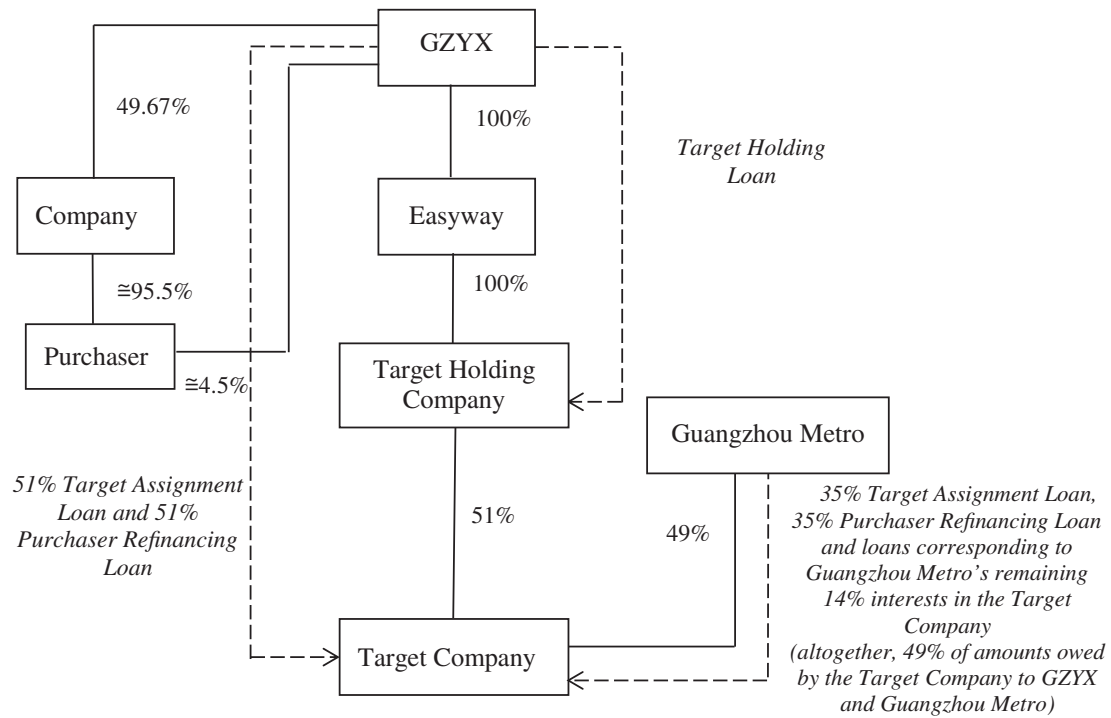 GZYX
49.67%
100%
Target Holding
Loan
Company
Easyway
≅95.5%
100%
Purchaser
≅4.5%
Target Holding
Company
Guangzhou Metro
51% Target Assignment
Loan and 51%
Purchaser Refinancing
Loan
51%
49%
35% Target Assignment Loan,
35% Purchaser Refinancing Loan
and loans corresponding to
Guangzhou Metro’s remaining
14% interests in the Target
Company
(altogether, 49% of amounts owed
by the Target Company to GZYX
and Guangzhou Metro)
Target Company